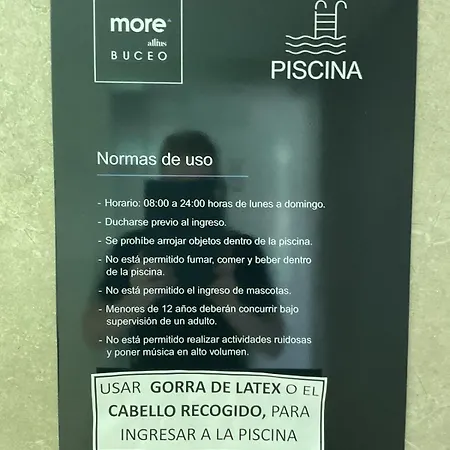 more
allius
BUCEO
PISCINA
Normas de uso
- Horario: 08:00 a 24:00 horas de lunes a domingo.
- Ducharse previo al ingreso.
- Se prohíbe arrojar objetos dentro de la piscina.
- No está permitido fumar, comer y beber dentro
de la piscina.
- No está permitido el ingreso de mascotas.
- Menores de 12 años deberán concurrir bajo
supervisión de un adulto.
- No está permitido realizar actividades ruidosas
y poner música en alto volumen.
USAR GORRA DE LATEX O EL
CABELLO RECOGIDO, PARA
INGRESAR A LA PISCINA